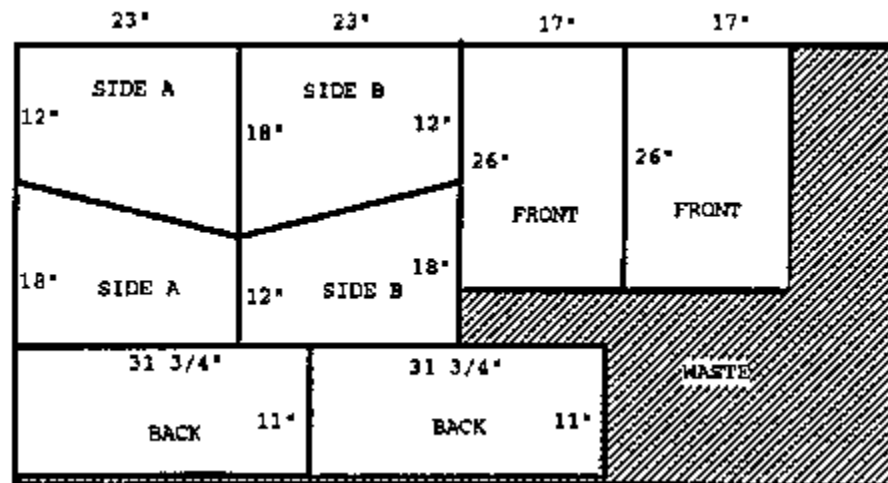 23" 23" 17" 17"
SIDE A SIDE B
12" 18" 12"
26" 26"
FRONT FRONT
18" SIDE A 12" SIDE B 18"
31 3/4" 31 3/4"
WASTE
BACK 11" BACK 11"